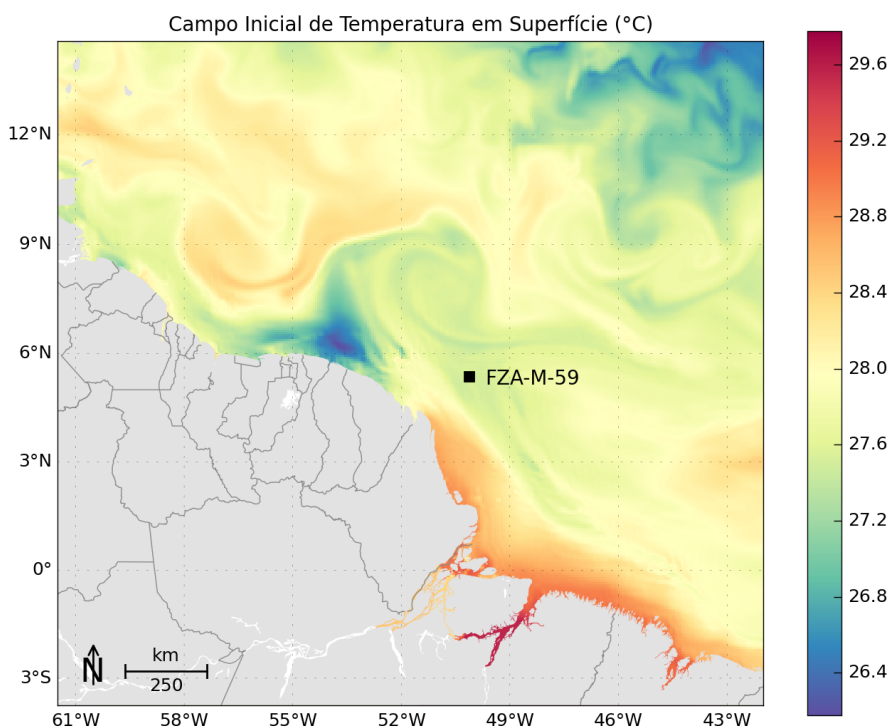 Campo Inicial de Temperatura em Superfície (°C)
29.6
12°N
29.2
28.8
9°N
28.4
28.0
6°N
FZA-M-59
27.6
3°N
27.2
0°
26.8
km
N
250
26.4
3°S
61°W 58°W 55°W 52°W 49°W 46°W 43°W